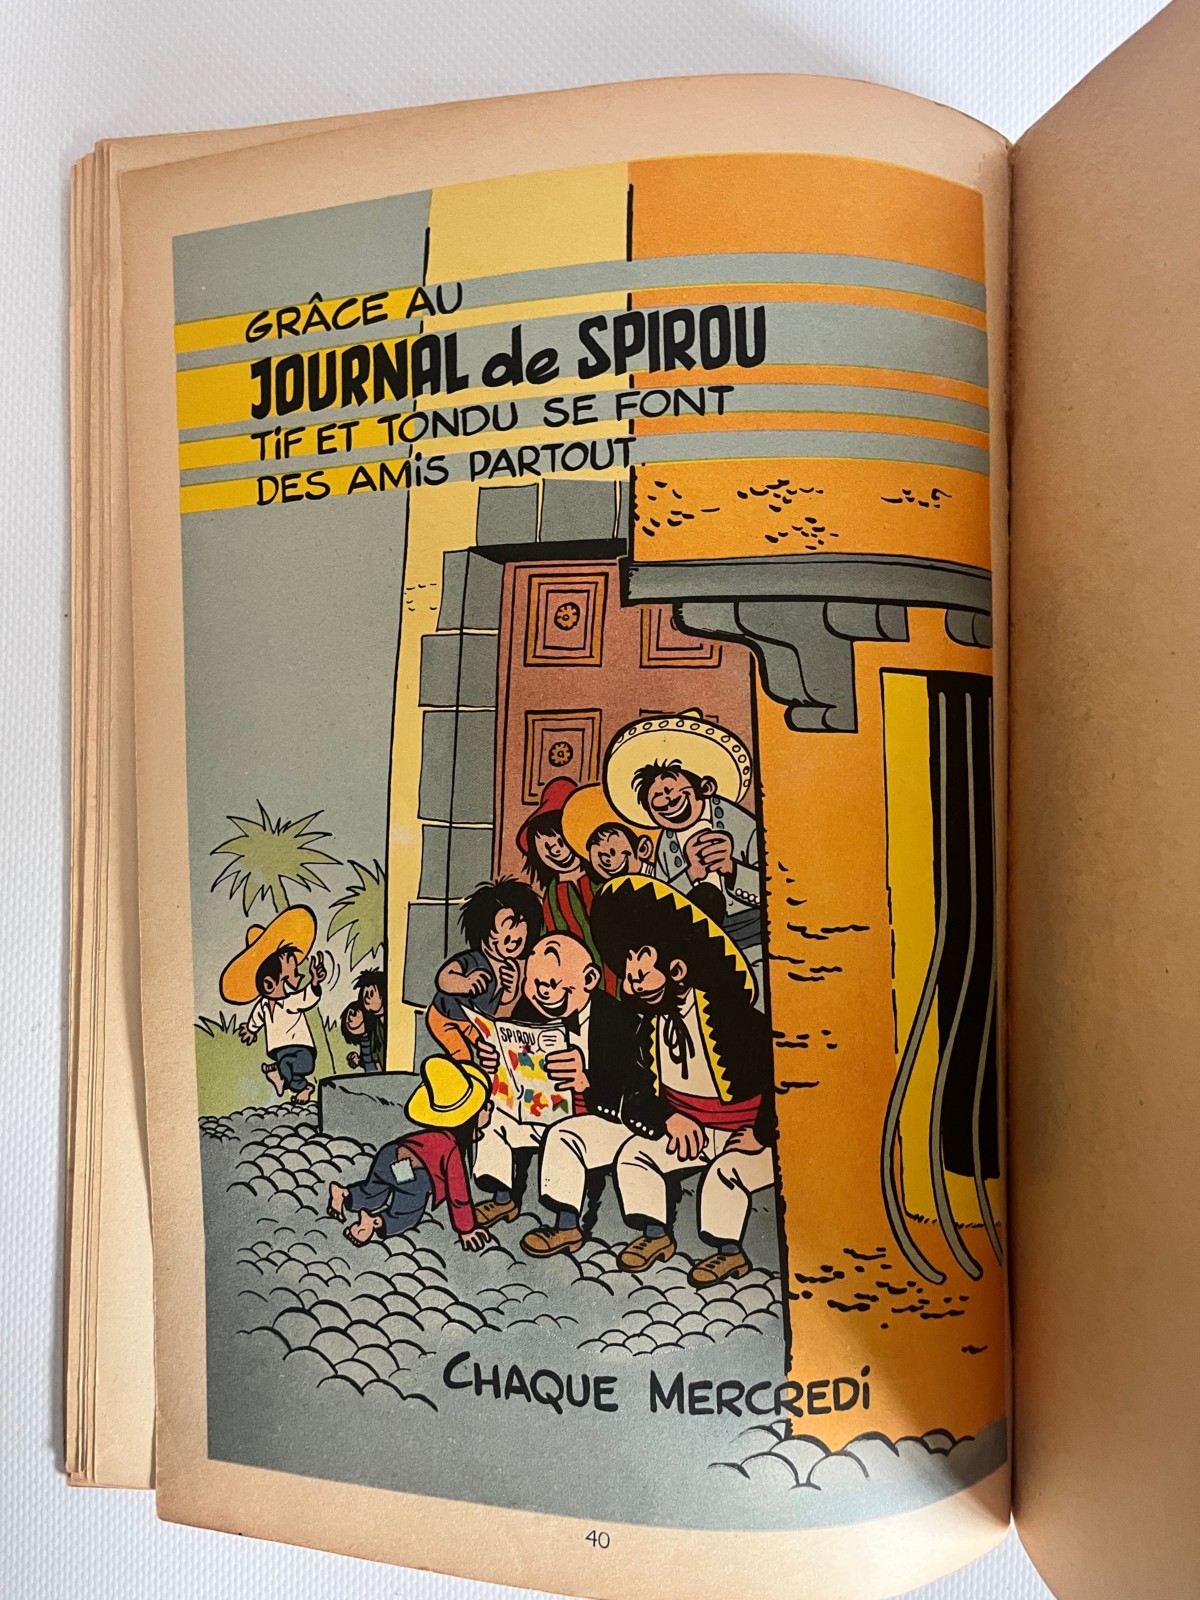 GRÂCE AU
JOURNAL de SPIROU
TIF ET TONDU SE FONT
DES AMIS PARTOUT.
SPIROU
CHAQUE MERCREDI
40